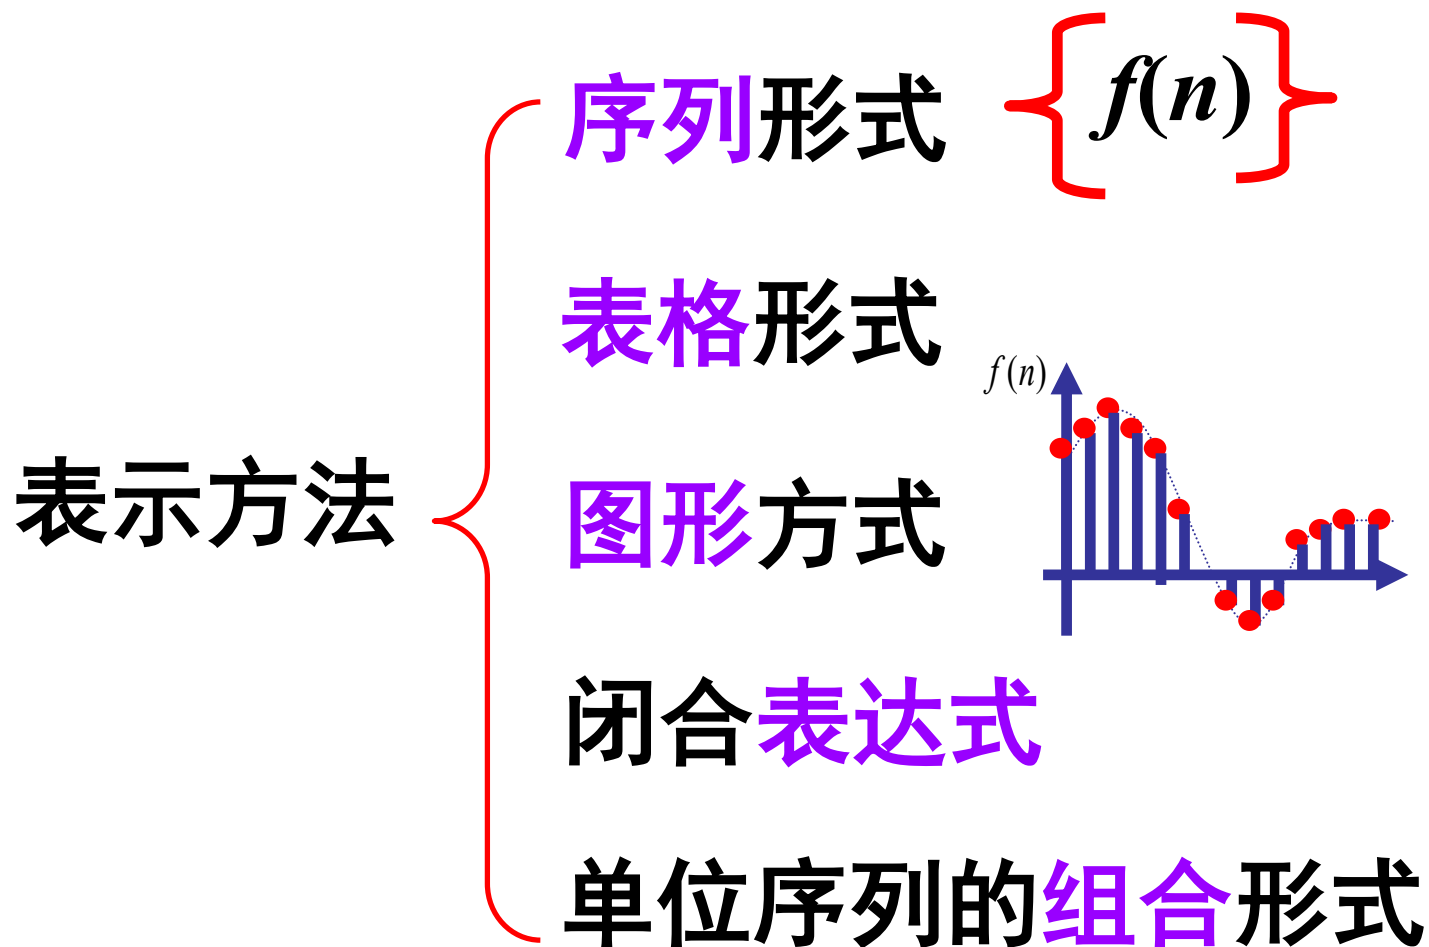 序列形式 { f(n) }
表格形式
f(n)
表示方法
图形方式
闭合表达式
单位序列的组合形式